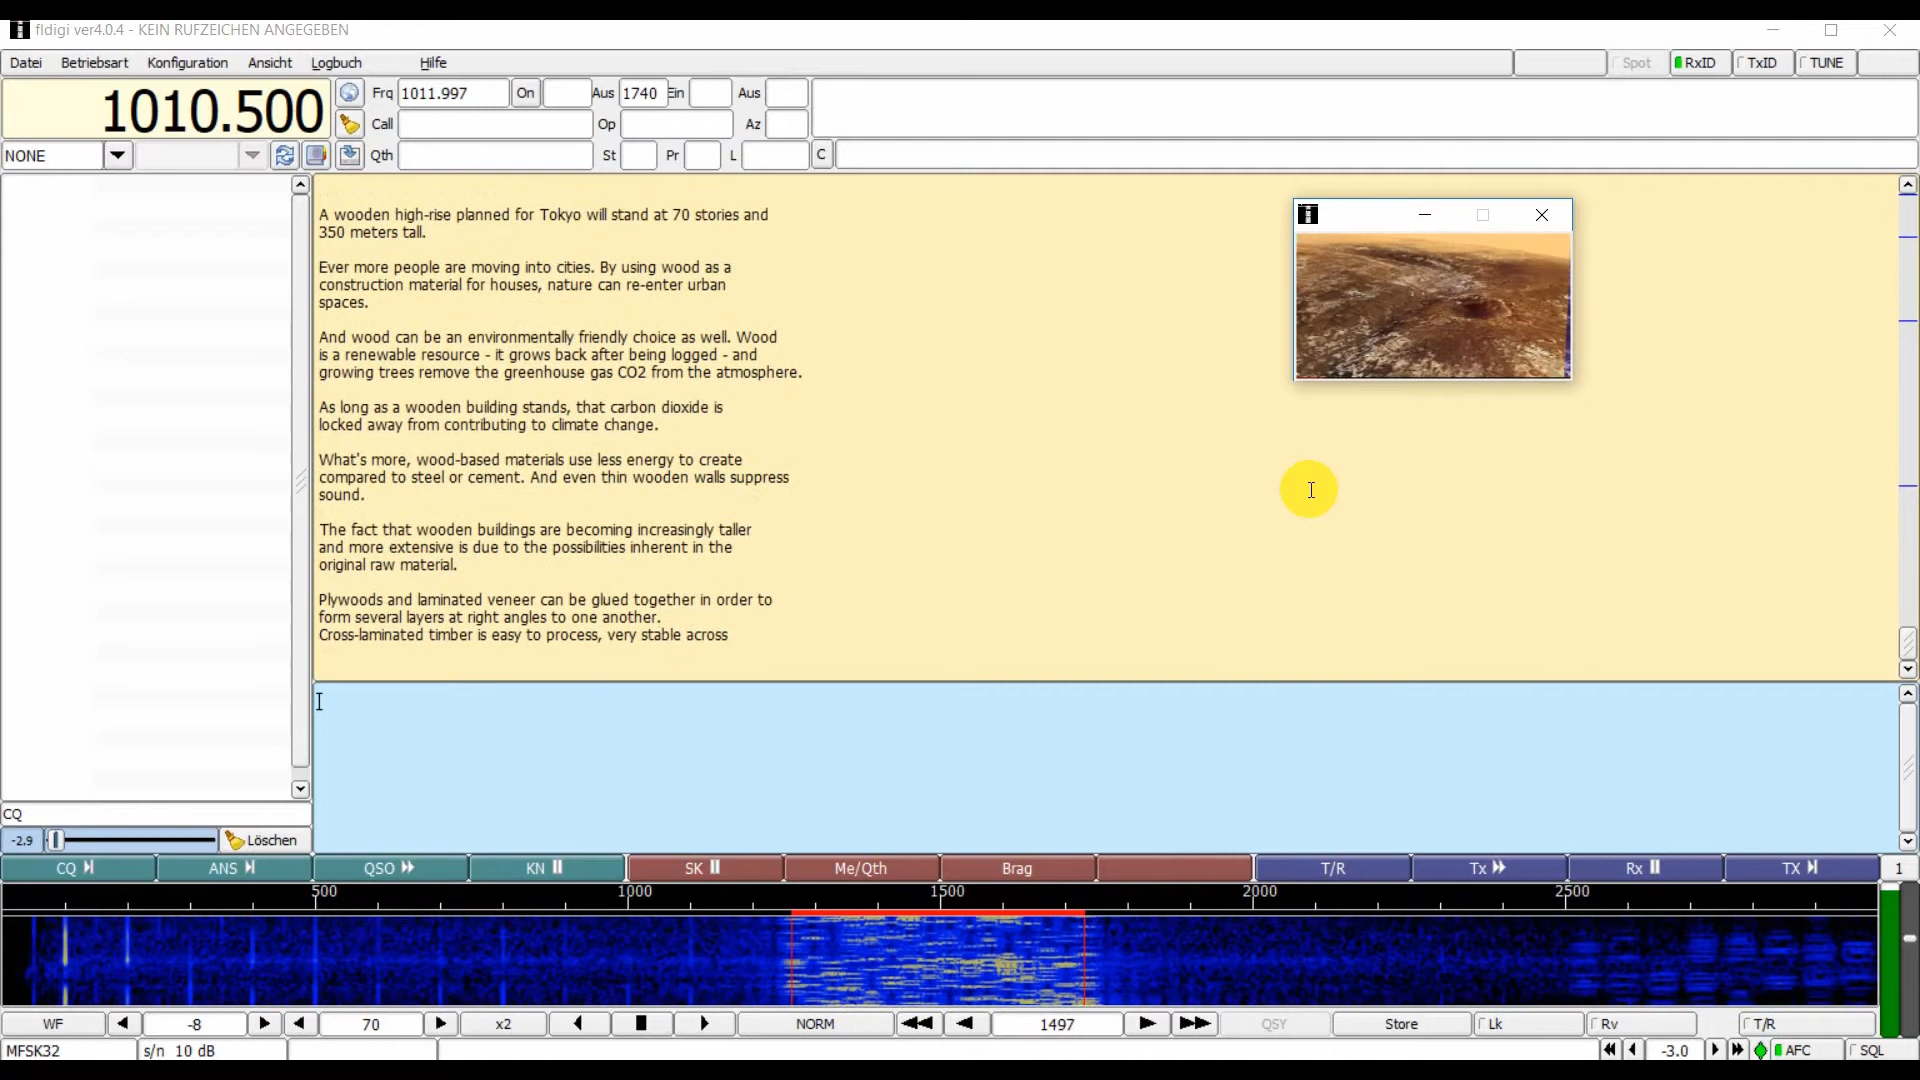 fldigi ver4.0.4 - KEIN RUFZEICHEN ANGEGEBEN
Datei Betriebsart Konfiguration Ansicht Logbuch Hilfe Spot RxID TxID TUNE
1010.500 Frq 1011.997 On Aus 1740 Ein Aus
Call Op Az
NONE Qth St Pr L C
A wooden high-rise planned for Tokyo will stand at 70 stories and
350 meters tall.
Ever more people are moving into cities. By using wood as a
construction material for houses, nature can re-enter urban
spaces.
And wood can be an environmentally friendly choice as well. Wood
is a renewable resource - it grows back after being logged - and
growing trees remove the greenhouse gas CO2 from the atmosphere.
As long as a wooden building stands, that carbon dioxide is
locked away from contributing to climate change.
What's more, wood-based materials use less energy to create
compared to steel or cement. And even thin wooden walls suppress
sound.
The fact that wooden buildings are becoming increasingly taller
and more extensive is due to the possibilities inherent in the
original raw material.
Plywoods and laminated veneer can be glued together in order to
form several layers at right angles to one another.
Cross-laminated timber is easy to process, very stable across
CQ
-2.9 Löschen
CQ ANS QSO KN SK Me/Qth Brag T/R Tx Rx TX 1
500 1000 1500 2000 2500
WF -8 70 x2 NORM 1497 QSY Store Lk Rv T/R
MFSK32 s/n 10 dB -3.0 AFC SQL